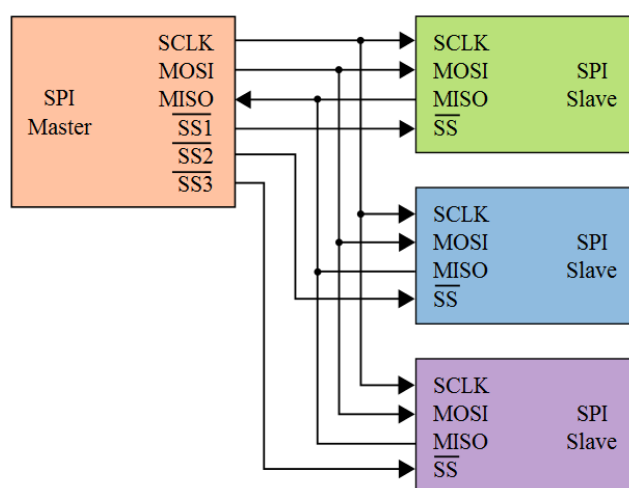 SPI
Master
SCLK
MOSI
MISO
SS1
SS2
SS3
SCLK
MOSI
MISO
SS
SPI
Slave
SCLK
MOSI
MISO
SS
SPI
Slave
SCLK
MOSI
MISO
SS
SPI
Slave